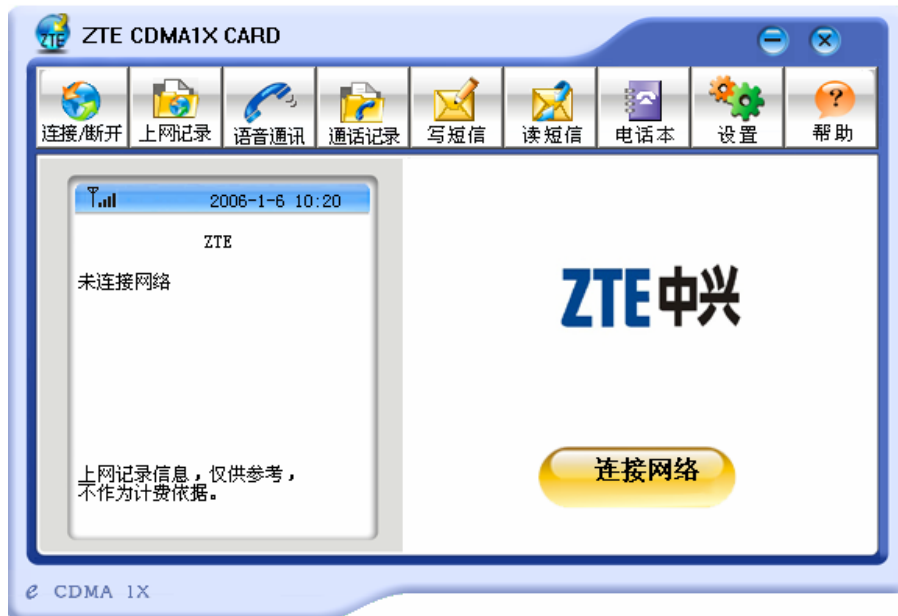 ZTE
ZTE CDMA1X CARD
连接/断开
上网记录
语音通讯
通话记录
写短信
读短信
电话本
设置
?
帮助
2006-1-6 10:20
ZTE
未连接网络
上网记录信息，仅供参考，
不作为计费依据。
ZTE中兴
连接网络
e CDMA 1X